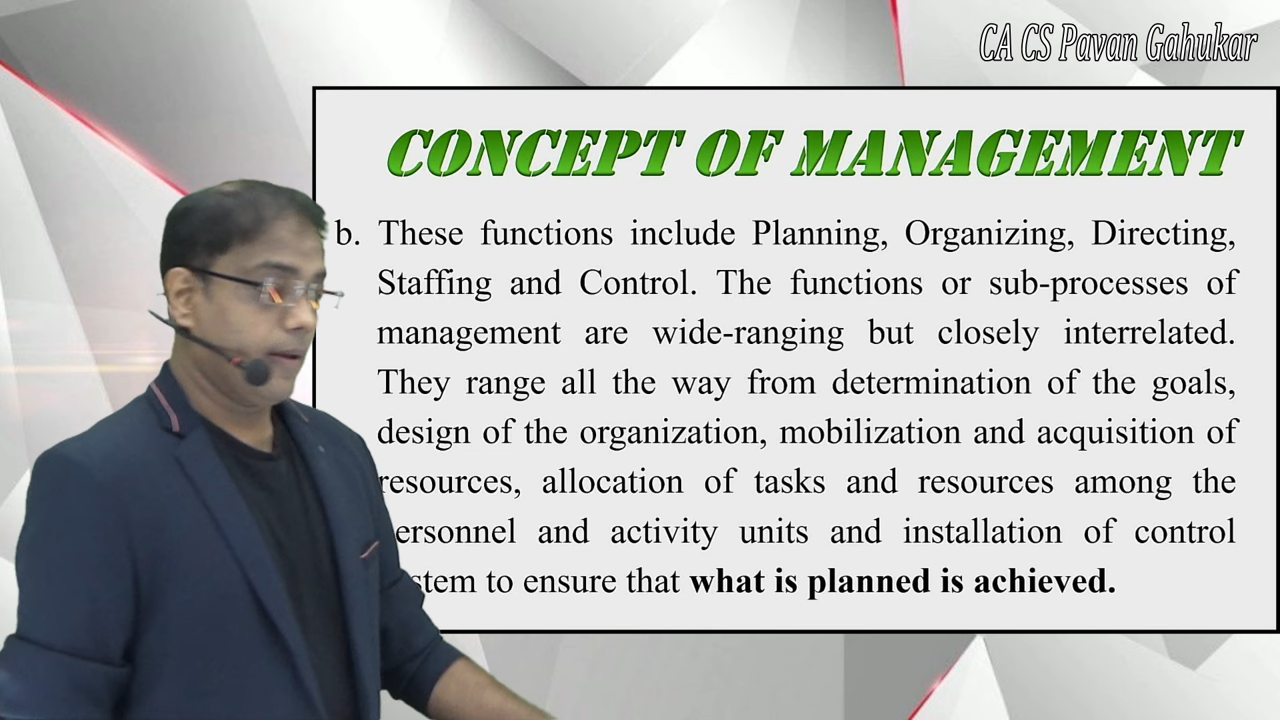 CA CS Pavan Gahukar
CONCEPT OF MANAGEMENT
b. These functions include Planning, Organizing, Directing,
Staffing and Control. The functions or sub-processes of
management are wide-ranging but closely interrelated.
They range all the way from determination of the goals,
design of the organization, mobilization and acquisition of
resources, allocation of tasks and resources among the
and activity units and installation of control
to ensure that what is planned is achieved.